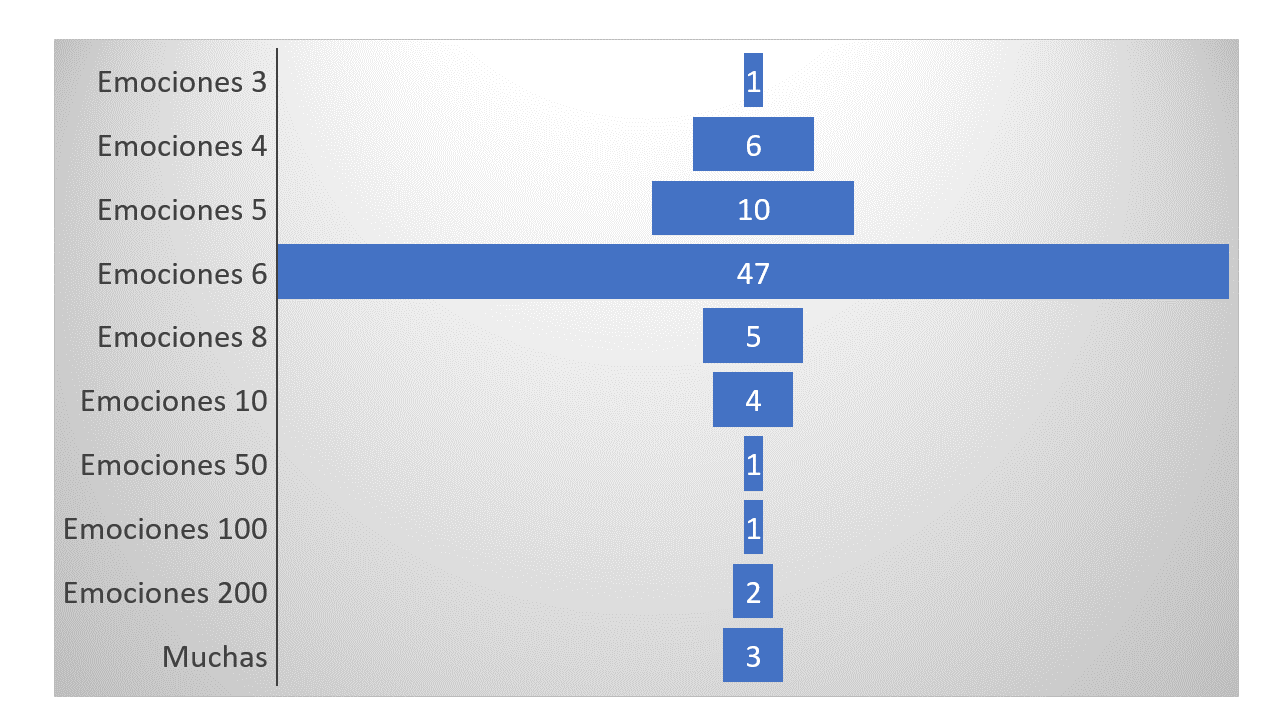 Emociones 3 1
Emociones 4 6
Emociones 5 10
Emociones 6 47
Emociones 8 5
Emociones 10 4
Emociones 50 1
Emociones 100 1
Emociones 200 2
Muchas 3